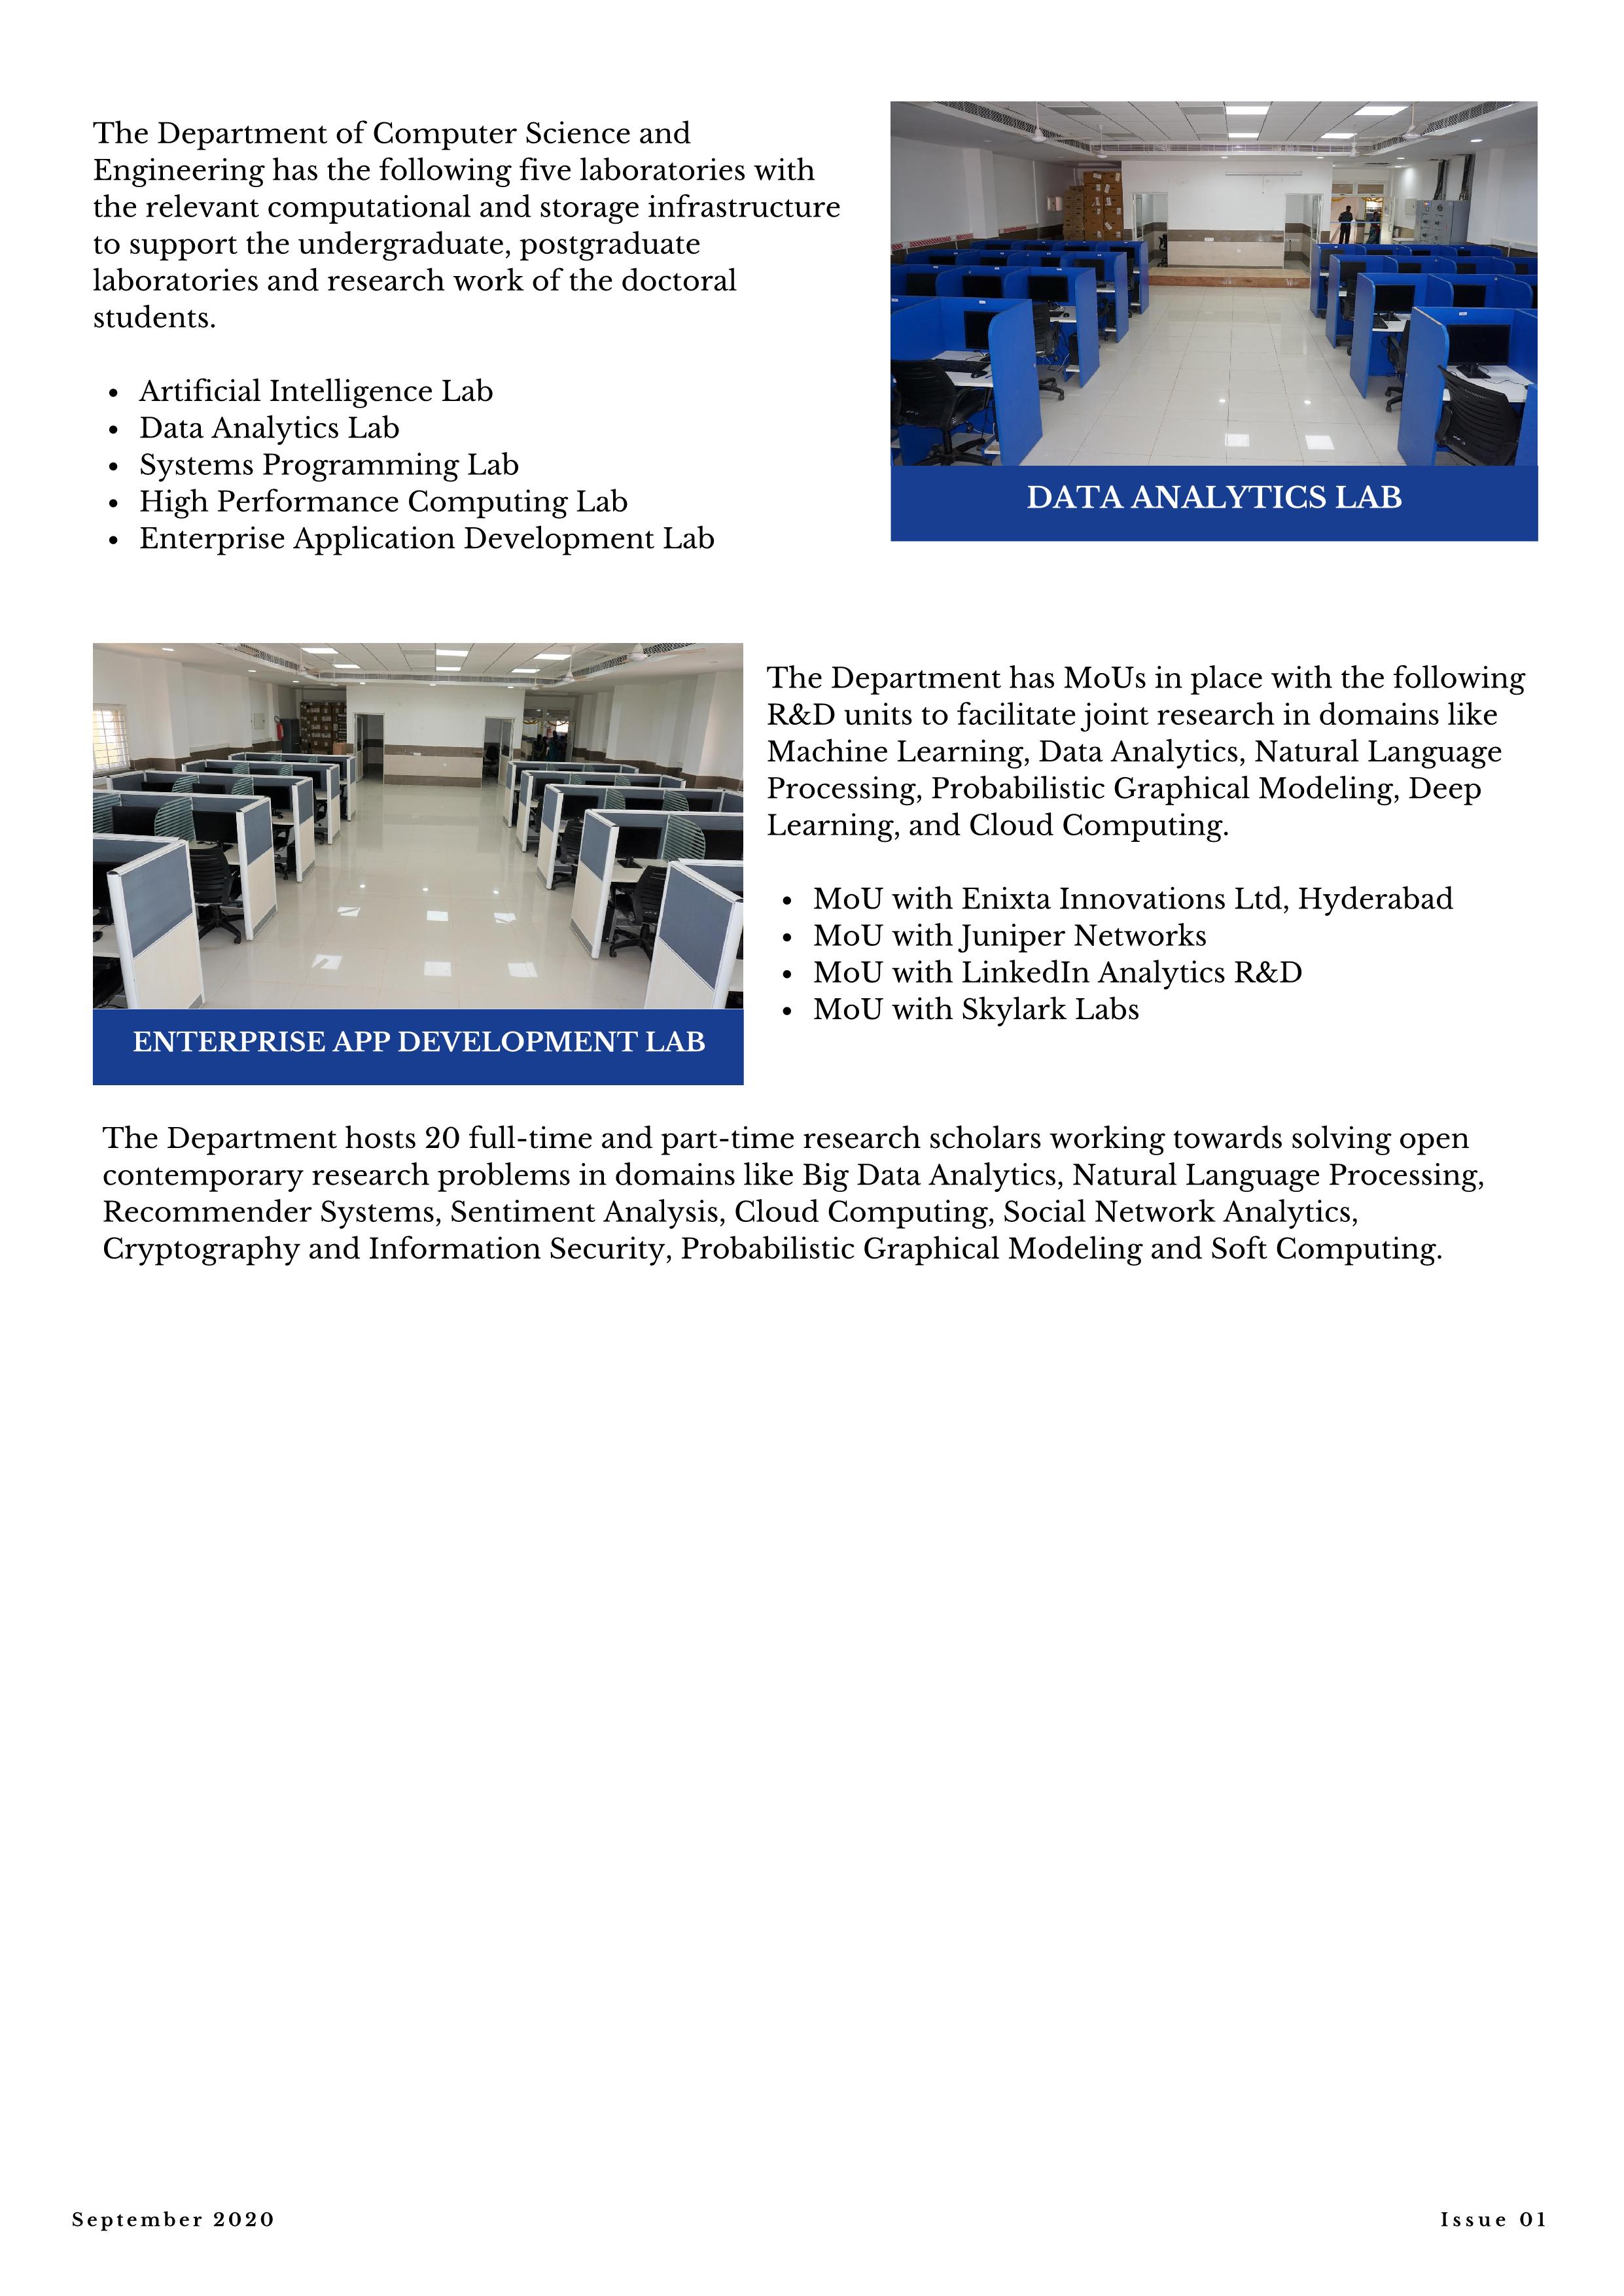 The Department of Computer Science and
Engineering has the following five laboratories with
the relevant computational and storage infrastructure
to support the undergraduate, postgraduate
laboratories and research work of the doctoral
students.
• Artificial Intelligence Lab
• Data Analytics Lab
• Systems Programming Lab
• High Performance Computing Lab
• Enterprise Application Development Lab
DATA ANALYTICS LAB
ENTERPRISE APP DEVELOPMENT LAB
The Department has MoUs in place with the following
R&D units to facilitate joint research in domains like
Machine Learning, Data Analytics, Natural Language
Processing, Probabilistic Graphical Modeling, Deep
Learning, and Cloud Computing.
• MoU with Enixta Innovations Ltd, Hyderabad
• MoU with Juniper Networks
• MoU with LinkedIn Analytics R&D
• MoU with Skylark Labs
The Department hosts 20 full-time and part-time research scholars working towards solving open
contemporary research problems in domains like Big Data Analytics, Natural Language Processing,
Recommender Systems, Sentiment Analysis, Cloud Computing, Social Network Analytics,
Cryptography and Information Security, Probabilistic Graphical Modeling and Soft Computing.
September 2020
Issue 01